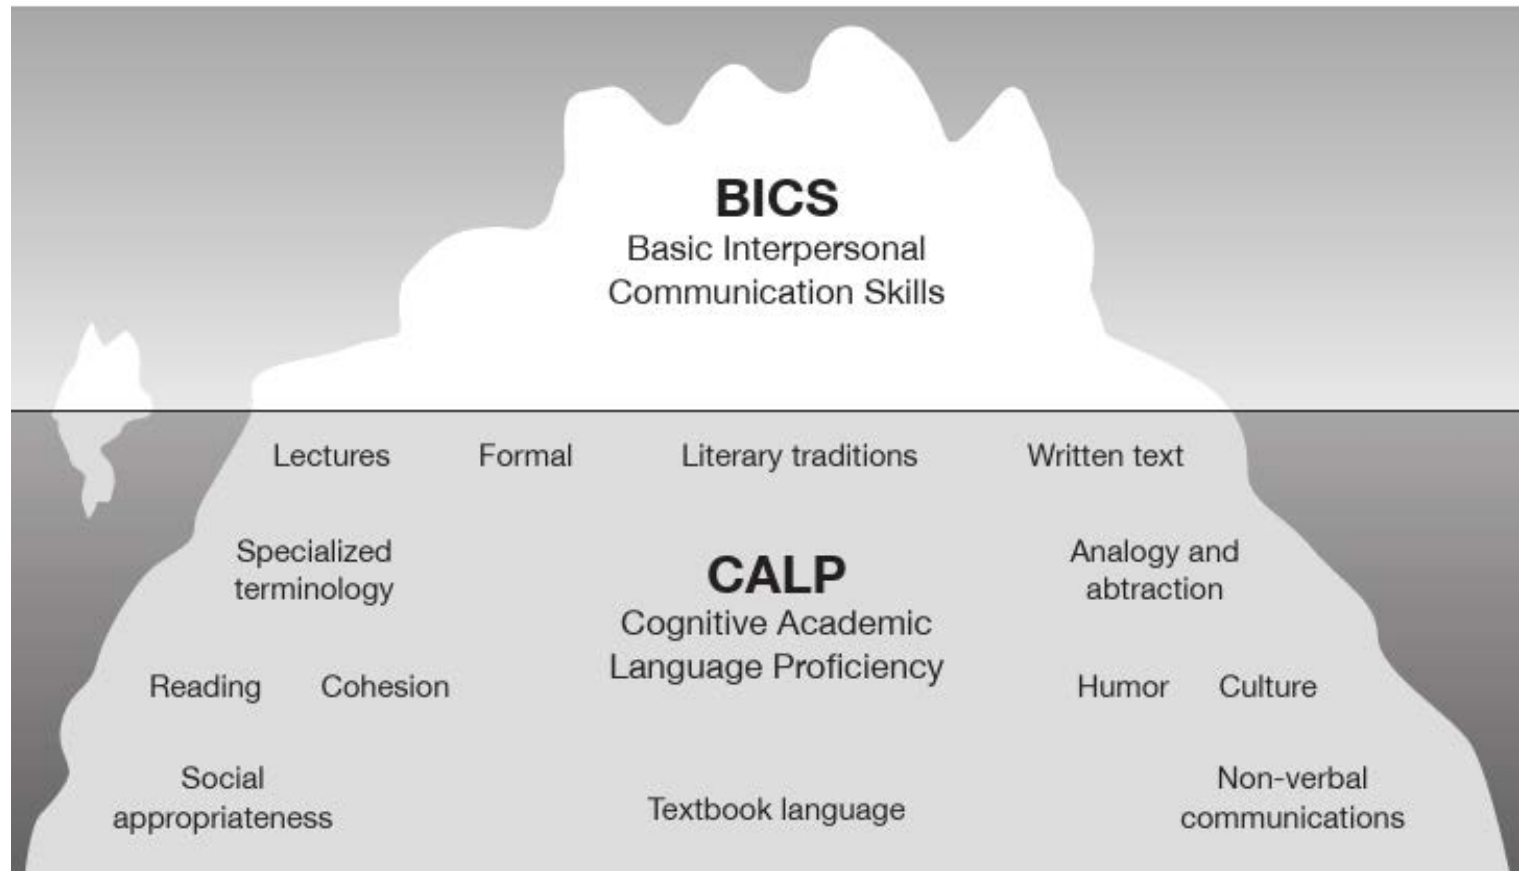 BICS
Basic Interpersonal
Communication Skills
Lectures
Formal
Literary traditions
Written text
Specialized
terminology
CALP
Cognitive Academic
Language Proficiency
Analogy and
abtraction
Reading
Cohesion
Humor
Culture
Social
appropriateness
Textbook language
Non-verbal
communications